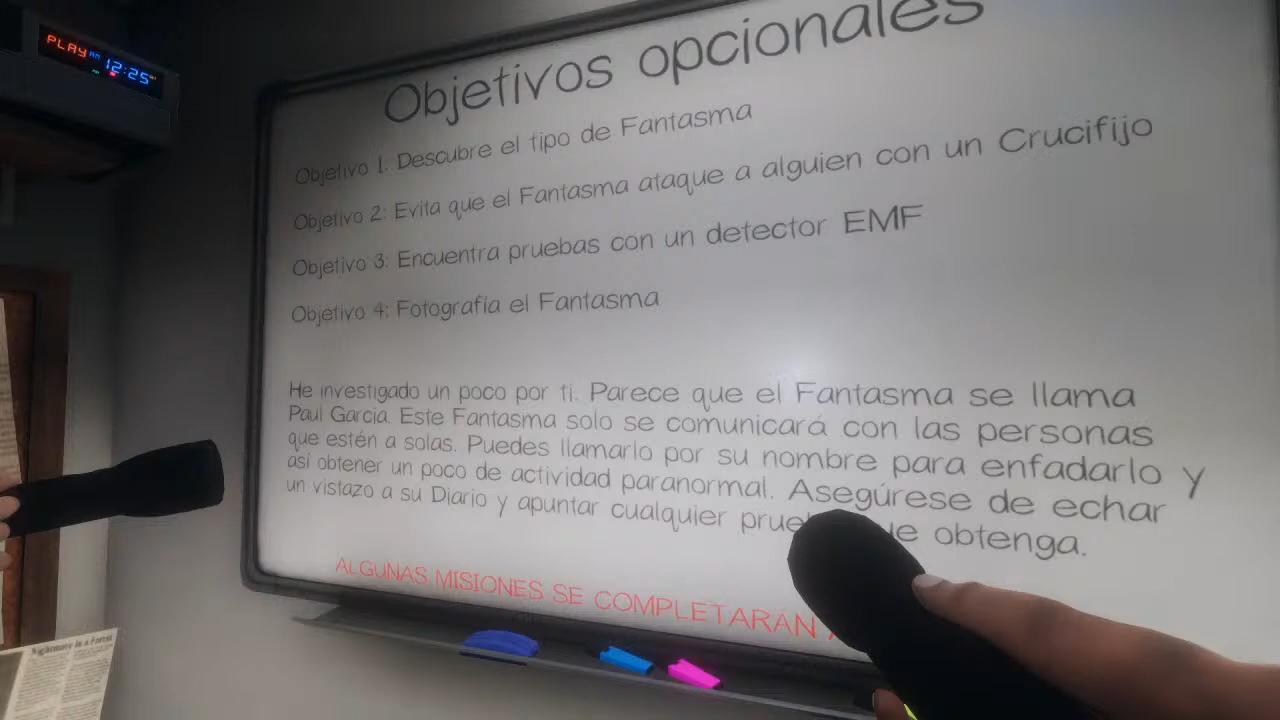 PLAY AM 12:25
Objetivos opcionales
Objetivo 1: Descubre el tipo de Fantasma
Objetivo 2: Evita que el Fantasma ataque a alguien con un Crucifijo
Objetivo 3: Encuentra pruebas con un detector EMF
Objetivo 4: Fotografía el Fantasma
He investigado un poco por ti. Parece que el Fantasma se llama
Paul Garcia. Este Fantasma solo se comunicará con las personas
que estén a solas. Puedes llamarlo por su nombre para enfadarlo y
así obtener un poco de actividad paranormal. Asegúrese de echar
un vistazo a su Diario y apuntar cualquier obtenga.
ALGUNAS MISIONES SE COMPLETARÁN